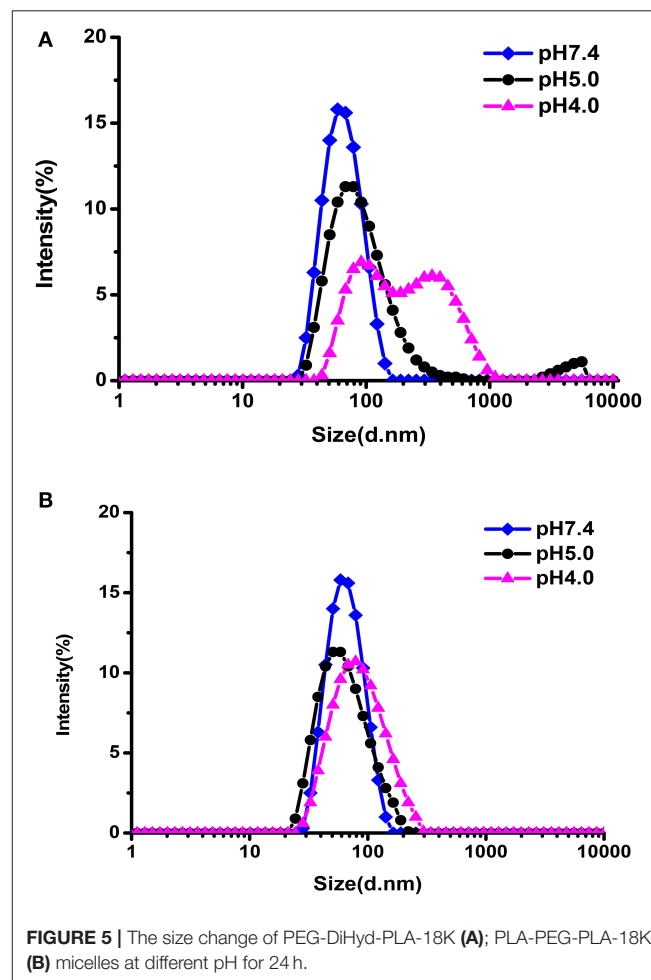 A
20
15
10
5
0
Intensity(%)
pH7.4
pH5.0
pH4.0
1 10 100 1000 10000
Size(d.nm)
B
20
15
10
5
0
Intensity(%)
pH7.4
pH5.0
pH4.0
1 10 100 1000 10000
Size(d.nm)
FIGURE 5 | The size change of PEG-DiHyd-PLA-18K (A); PLA-PEG-PLA-18K
(B) micelles at different pH for 24 h.